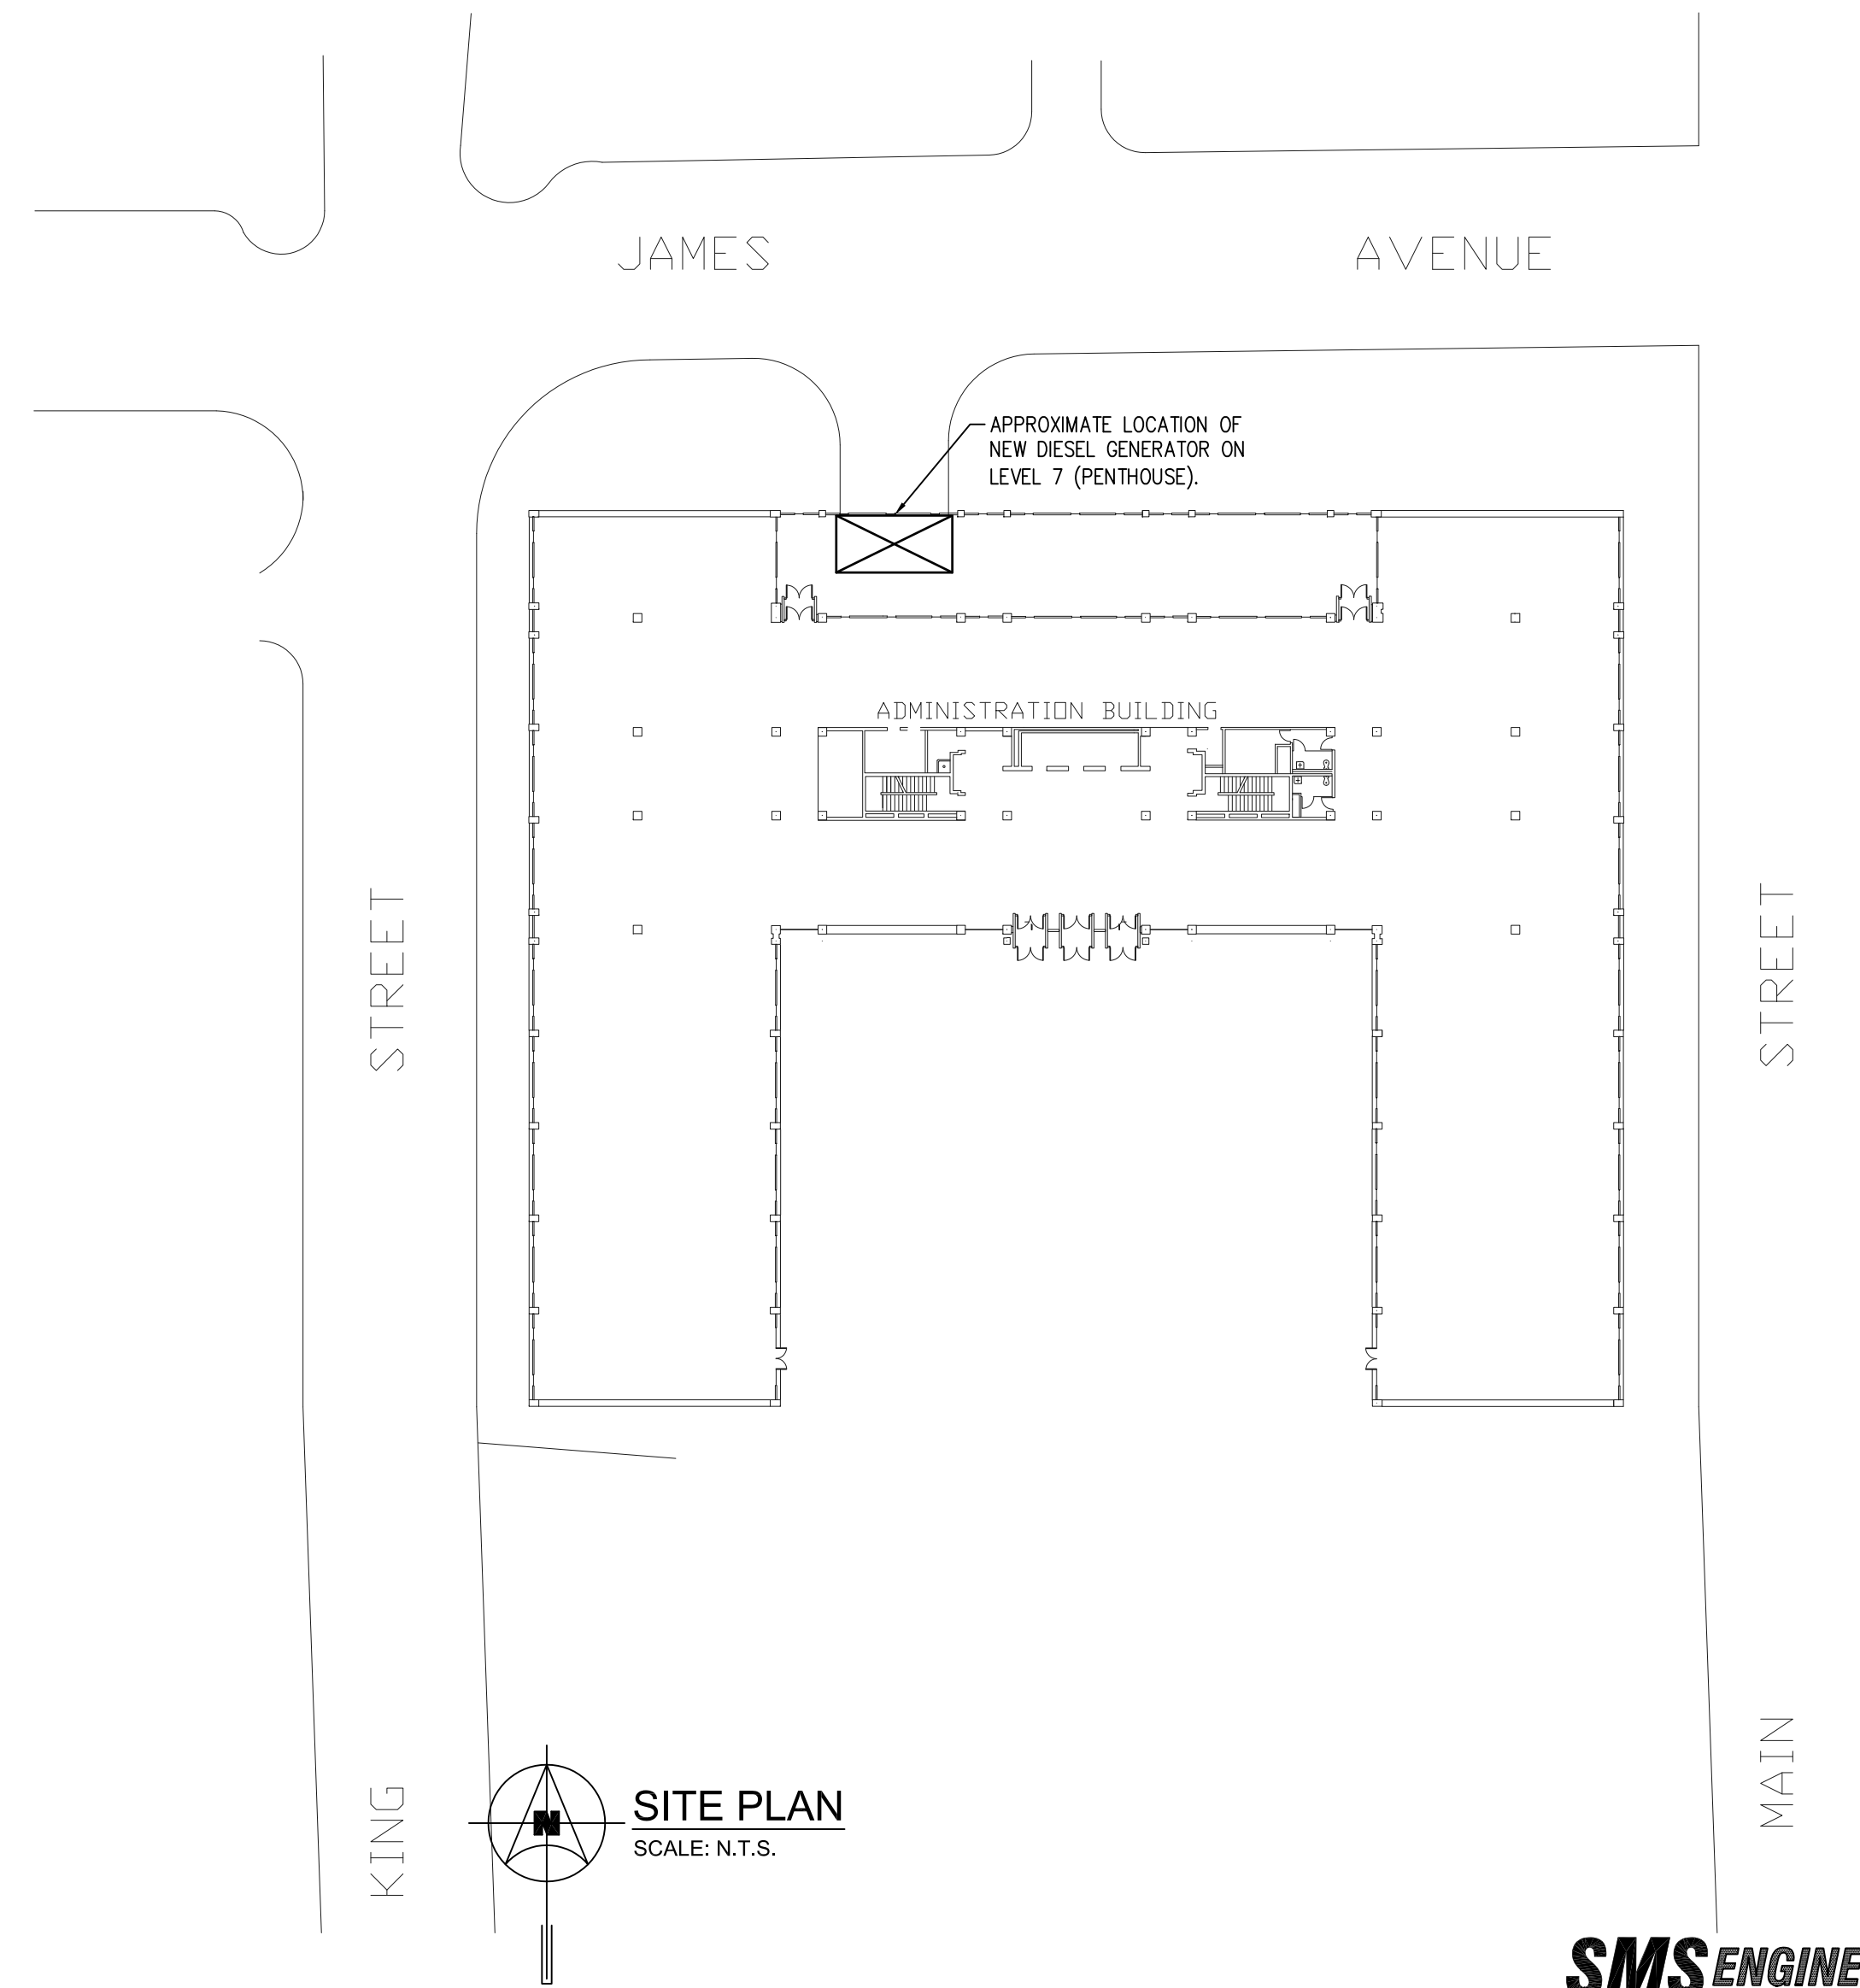 JAMES AVENUE
APPROXIMATE LOCATION OF
NEW DIESEL GENERATOR ON
LEVEL 7 (PENTHOUSE).
ADMINISTRATION BUILDING
KING STREET
MAIN STREET
N
SITE PLAN
SCALE: N.T.S.
SMS ENGINE